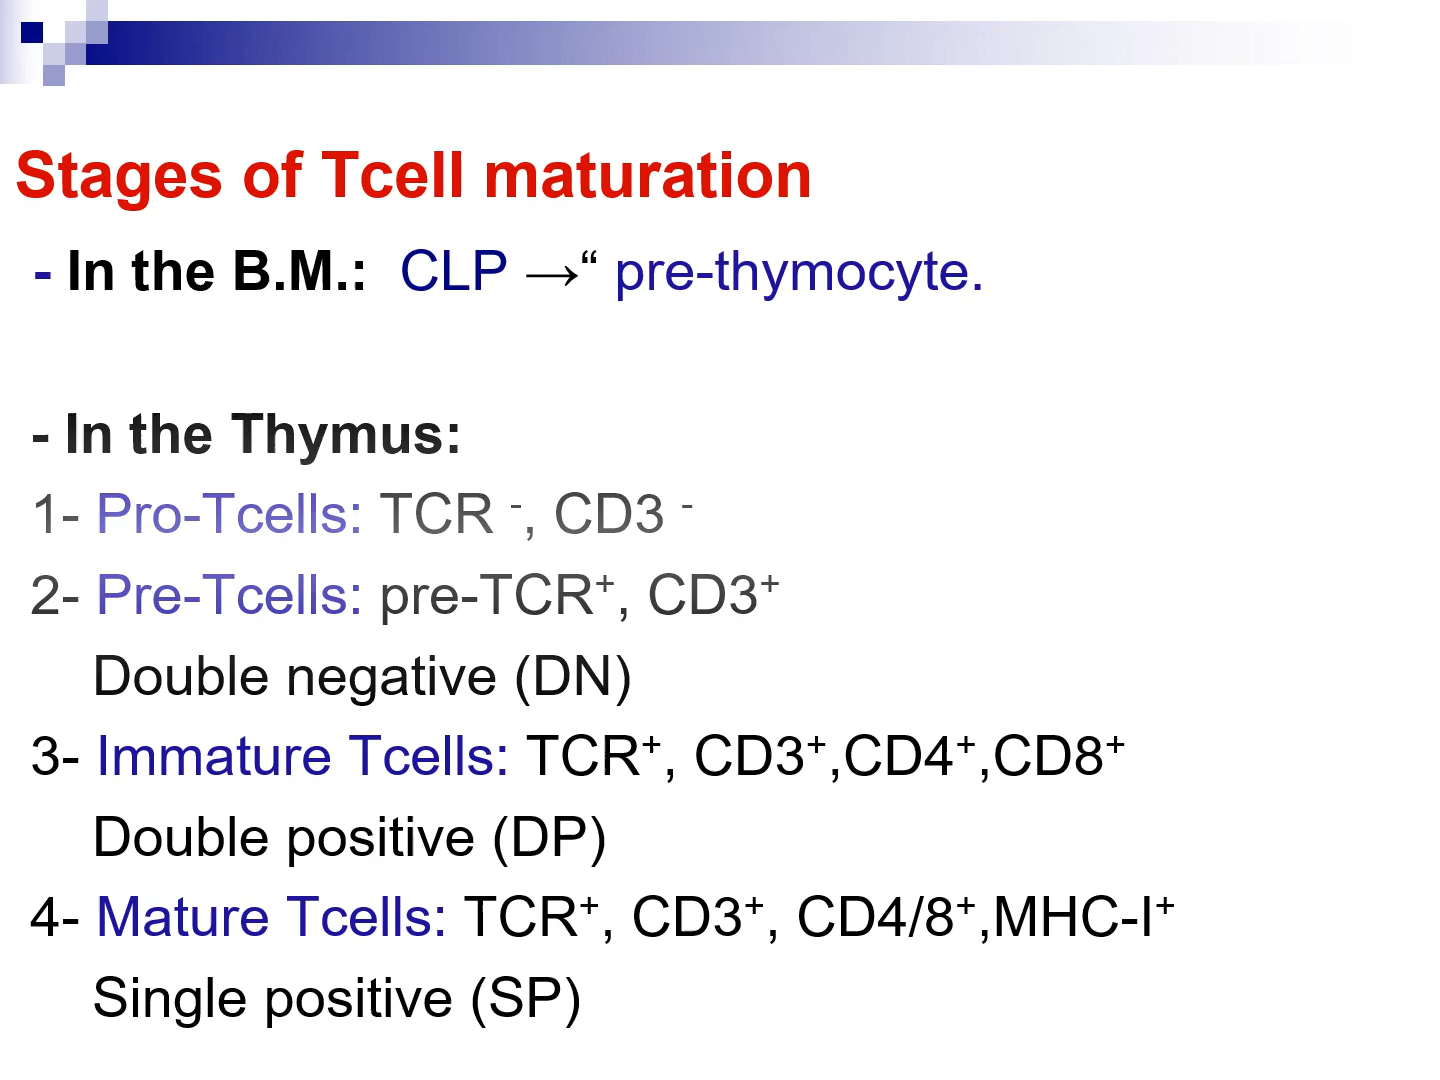 Stages of Tcell maturation
- In the B.M.: CLP →“ pre-thymocyte.
- In the Thymus:
1- Pro-Tcells: TCR ⁻, CD3 ⁻
2- Pre-Tcells: pre-TCR⁺, CD3⁺
Double negative (DN)
3- Immature Tcells: TCR⁺, CD3⁺,CD4⁺,CD8⁺
Double positive (DP)
4- Mature Tcells: TCR⁺, CD3⁺, CD4/8⁺,MHC-I⁺
Single positive (SP)